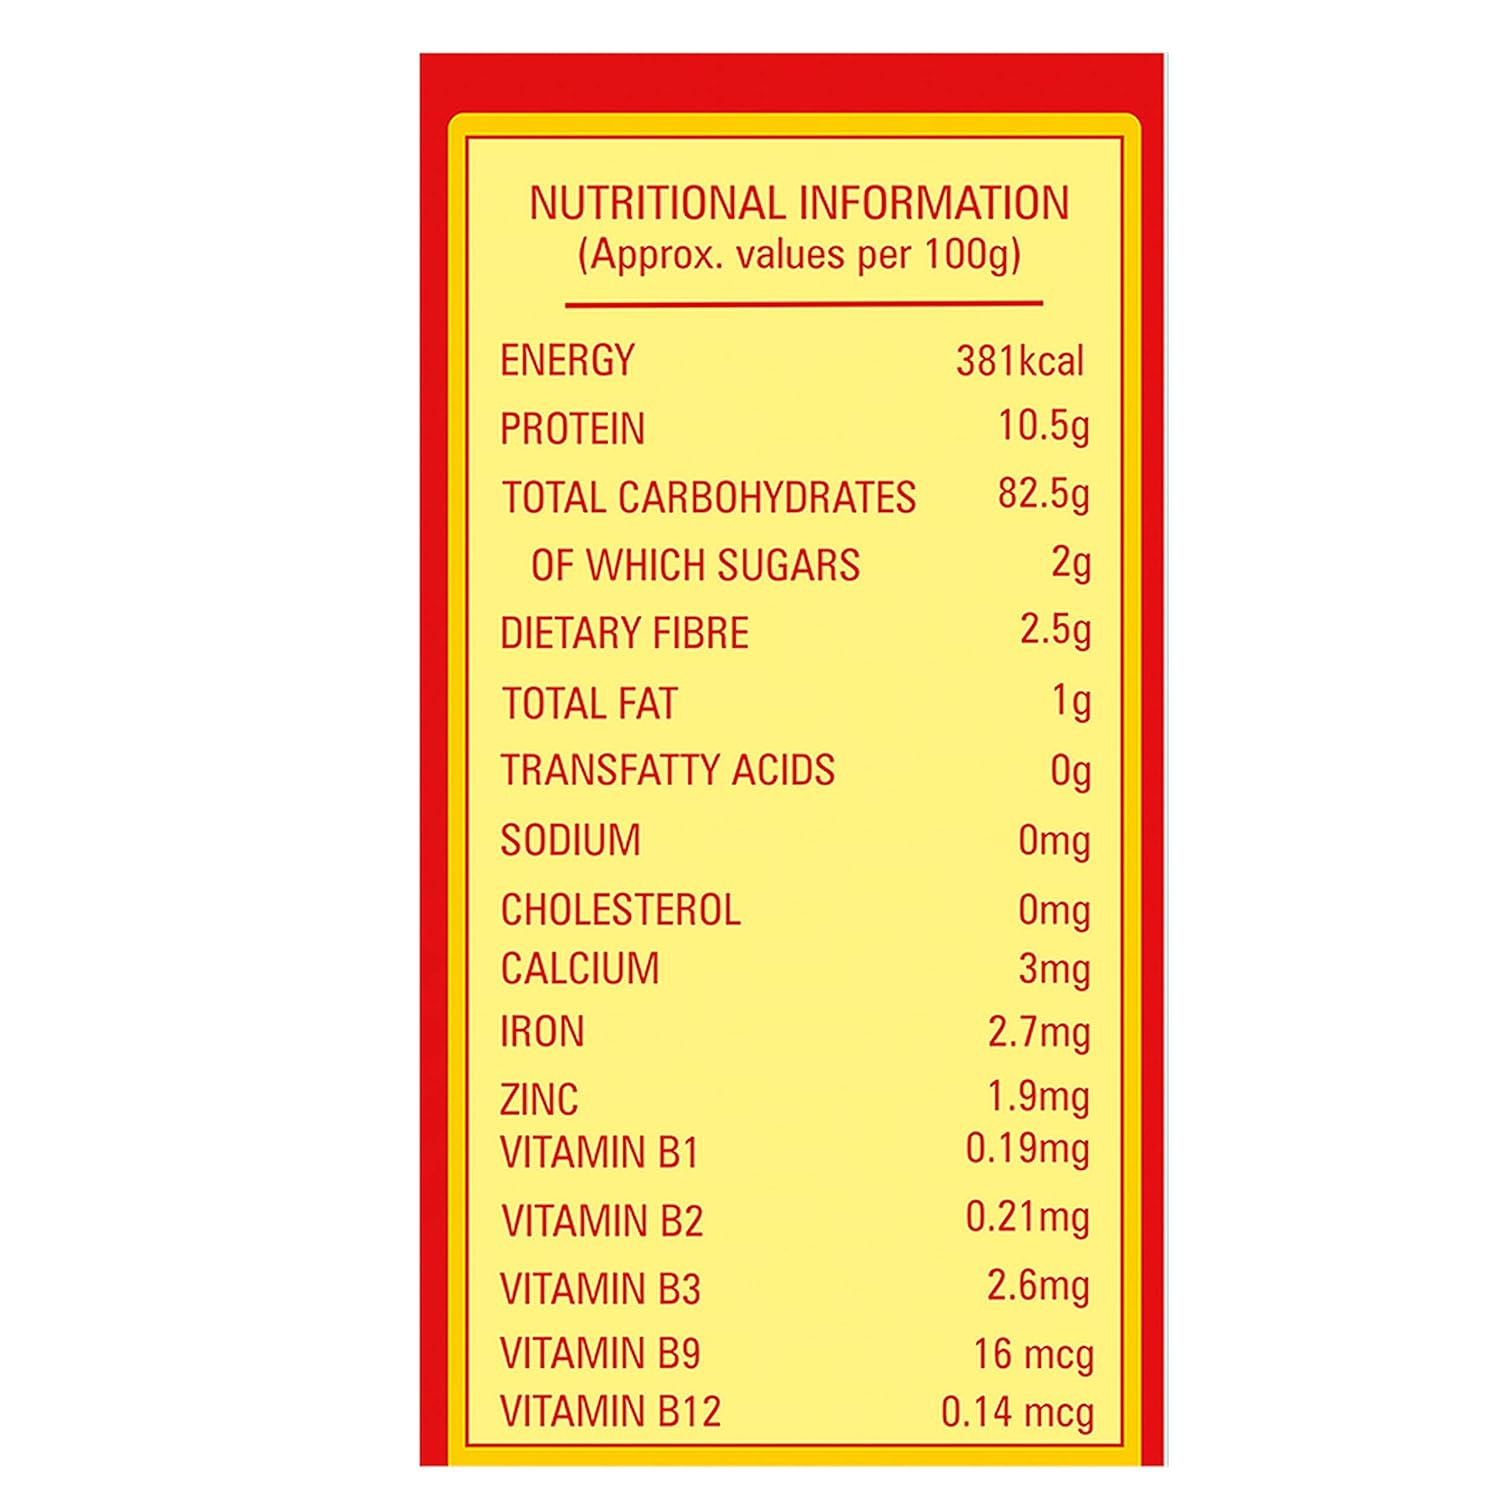 NUTRITIONAL INFORMATION
(Approx. values per 100g)
ENERGY 381kcal
PROTEIN 10.5g
TOTAL CARBOHYDRATES 82.5g
OF WHICH SUGARS 2g
DIETARY FIBRE 2.5g
TOTAL FAT 1g
TRANSFATTY ACIDS 0g
SODIUM 0mg
CHOLESTEROL 0mg
CALCIUM 3mg
IRON 2.7mg
ZINC 1.9mg
VITAMIN B1 0.19mg
VITAMIN B2 0.21mg
VITAMIN B3 2.6mg
VITAMIN B9 16 mcg
VITAMIN B12 0.14 mcg